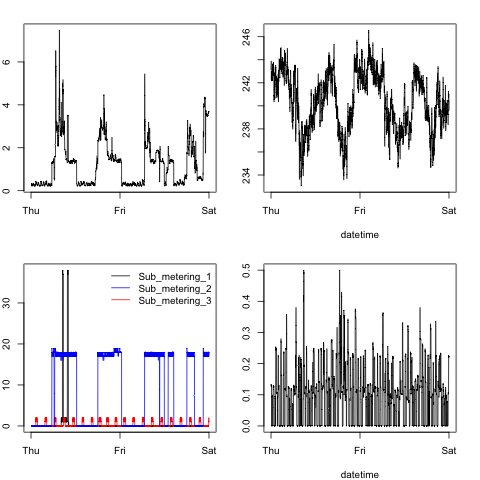 0 2 4 6
Thu Fri Sat
234 238 242 246
Thu Fri Sat
datetime
0 10 20 30
Sub_metering_1
Sub_metering_2
Sub_metering_3
Thu Fri Sat
0.0 0.1 0.2 0.3 0.4 0.5
Thu Fri Sat
datetime